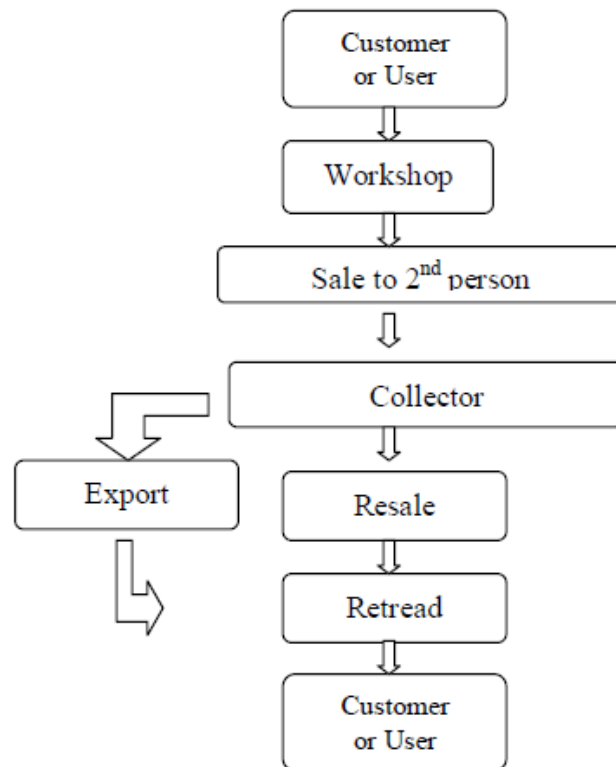 Customer
or User
Workshop
Sale to 2nd person
Collector
Export
Resale
Retread
Customer
or User